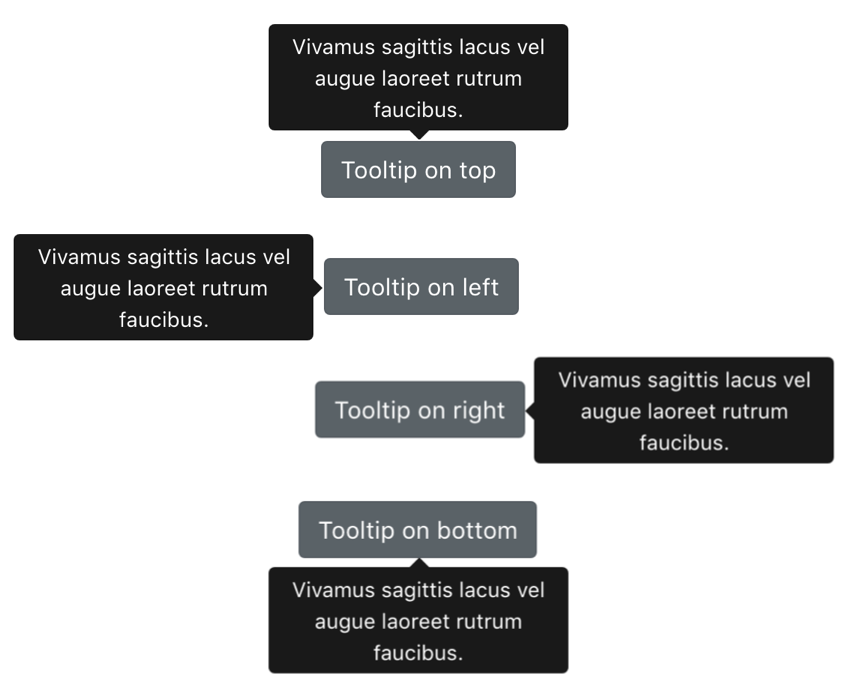 Vivamus sagittis lacus vel
augue laoreet rutrum
faucibus.
Tooltip on top
Vivamus sagittis lacus vel
augue laoreet rutrum
faucibus.
Tooltip on left
Tooltip on right
Vivamus sagittis lacus vel
augue laoreet rutrum
faucibus.
Tooltip on bottom
Vivamus sagittis lacus vel
augue laoreet rutrum
faucibus.